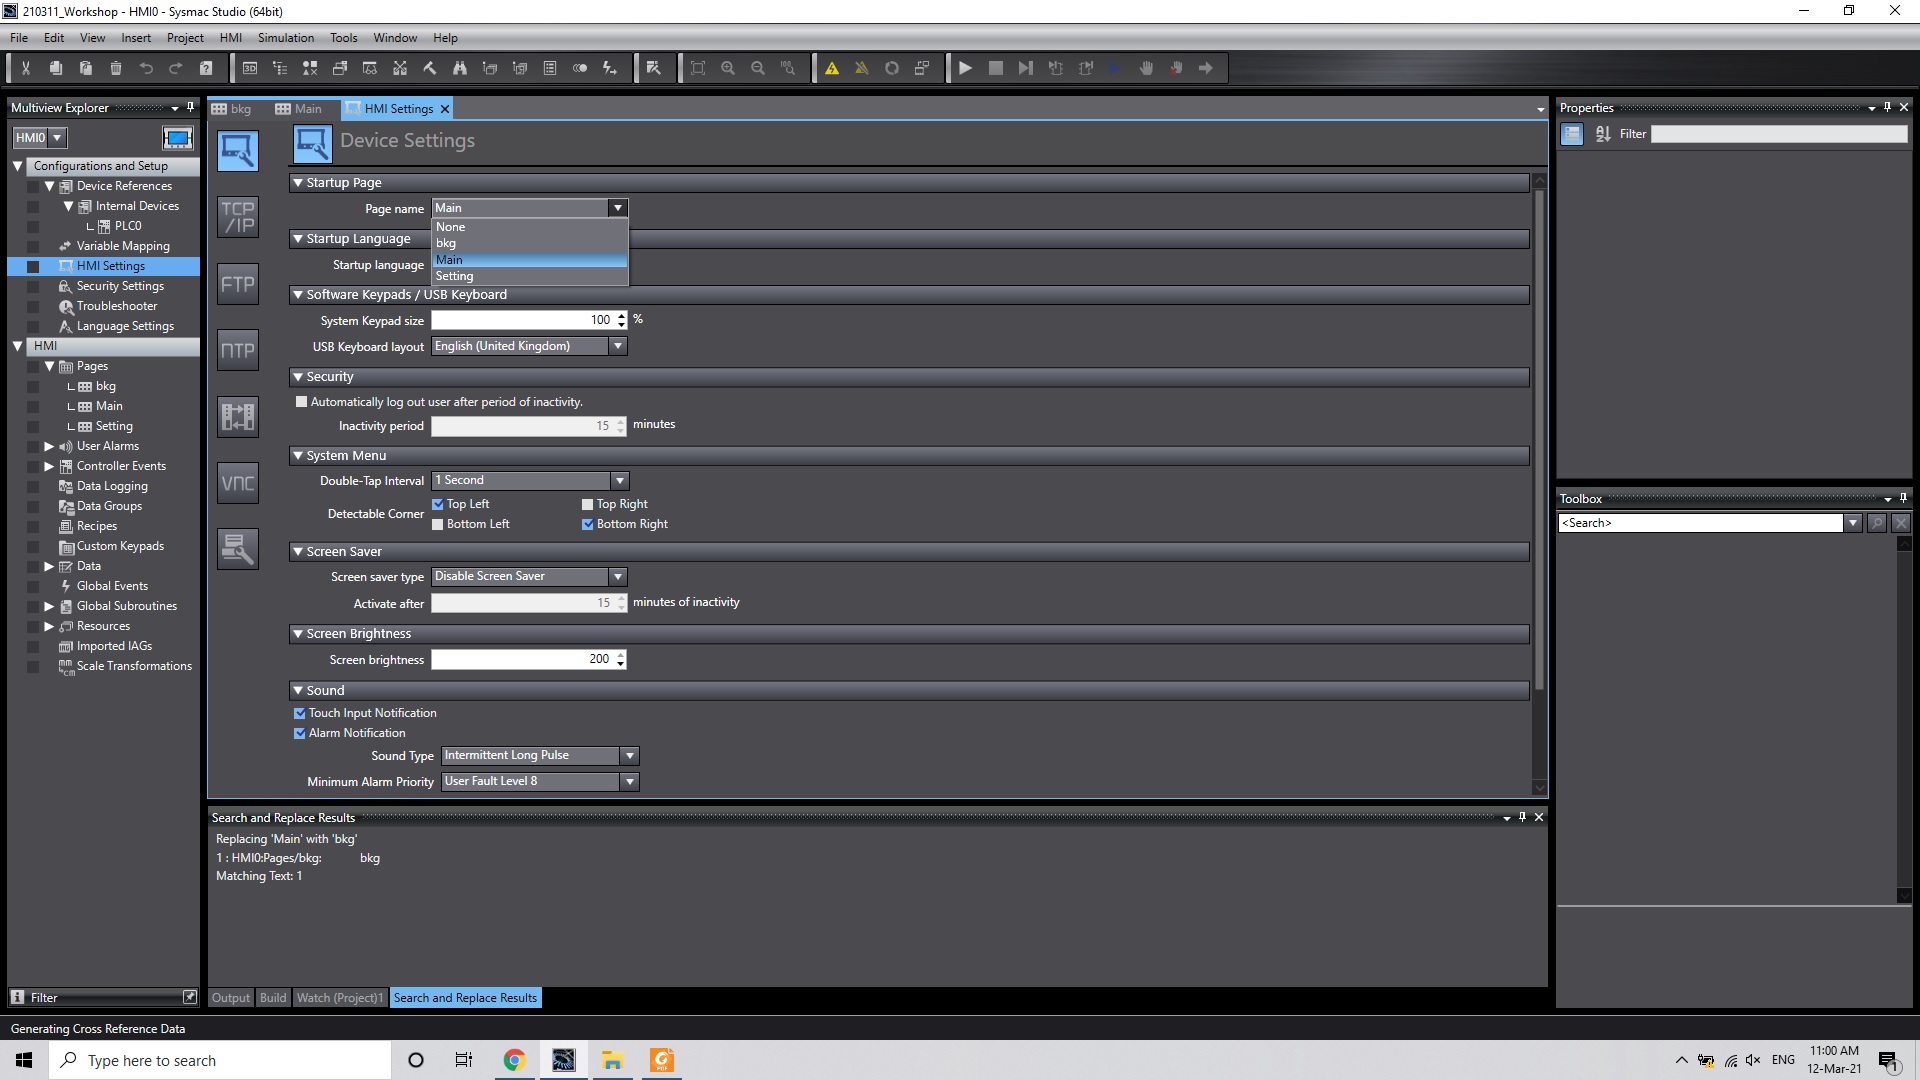 210311_Workshop - HMI0 - Sysmac Studio (64bit)
File Edit View Insert Project HMI Simulation Tools Window Help
Multiview Explorer
HMI0
Configurations and Setup
Device References
Internal Devices
PLC0
Variable Mapping
HMI Settings
Security Settings
Troubleshooter
Language Settings
HMI
Pages
bkg
Main
Setting
User Alarms
Controller Events
Data Logging
Data Groups
Recipes
Custom Keypads
Data
Global Events
Global Subroutines
Resources
Imported IAGs
Scale Transformations
Filter
bkg Main HMI Settings
TCP
/IP
FTP
NTP
VNC
Device Settings
Startup Page
Page name Main
None
bkg
Main
Setting
Startup Language
Startup language
Software Keypads / USB Keyboard
System Keypad size 100 %
USB Keyboard layout English (United Kingdom)
Security
Automatically log out user after period of inactivity.
Inactivity period 15 minutes
System Menu
Double-Tap Interval 1 Second
Detectable Corner
Top Left Top Right
Bottom Left Bottom Right
Screen Saver
Screen saver type Disable Screen Saver
Activate after 15 minutes of inactivity
Screen Brightness
Screen brightness 200
Sound
Touch Input Notification
Alarm Notification
Sound Type Intermittent Long Pulse
Minimum Alarm Priority User Fault Level 8
Search and Replace Results
Replacing 'Main' with 'bkg'
1 : HMI0:Pages/bkg: bkg
Matching Text: 1
Output Build Watch (Project)1 Search and Replace Results
Properties
Filter
Toolbox
<Search>
Generating Cross Reference Data
Type here to search
ENG
11:00 AM
12-Mar-21
1